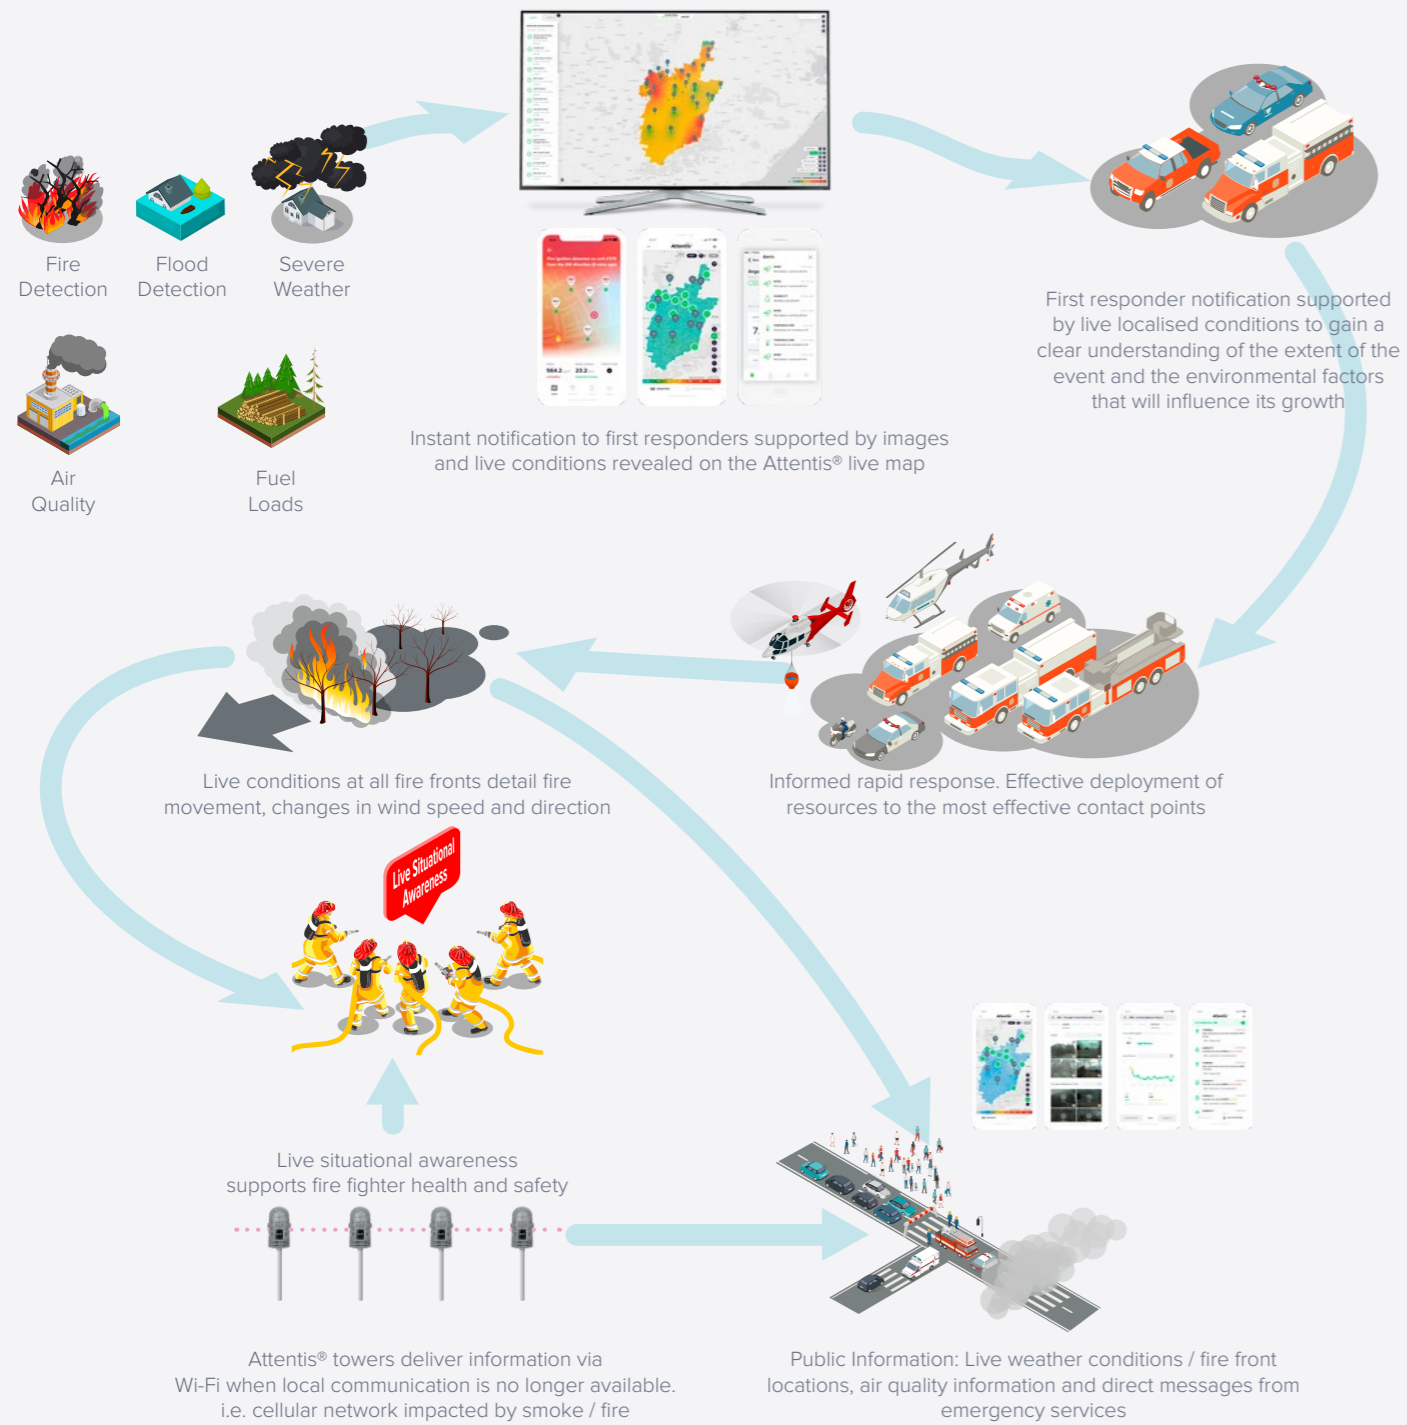 Fire
Detection
Flood
Detection
Severe
Weather
Air
Quality
Fuel
Loads
Attentis
Alerts
Instant notification to first responders supported by images
and live conditions revealed on the Attentis® live map
First responder notification supported
by live localised conditions to gain a
clear understanding of the extent of the
event and the environmental factors
that will influence its growth
Live conditions at all fire fronts detail fire
movement, changes in wind speed and direction
Informed rapid response. Effective deployment of
resources to the most effective contact points
Live Situational
Awareness
Live situational awareness
supports fire fighter health and safety
Attentis® towers deliver information via
Wi-Fi when local communication is no longer available.
i.e. cellular network impacted by smoke / fire
Attentis
Attentis
Public Information: Live weather conditions / fire front
locations, air quality information and direct messages from
emergency services